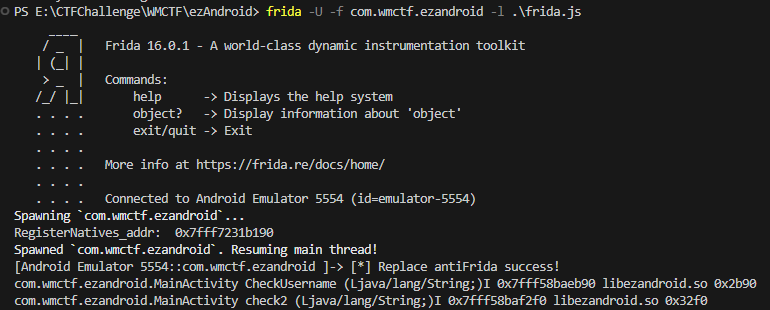 PS E:\CTFChallenge\WMCTF\ezAndroid> frida -U -f com.wmctf.ezandroid -l .\frida.js
     ____
    / _  |   Frida 16.0.1 - A world-class dynamic instrumentation toolkit
   | (_| |
    > _  |   Commands:
   /_/ |_|       help      -> Displays the help system
   . . . .       object?   -> Display information about 'object'
   . . . .       exit/quit -> Exit
   . . . .
   . . . .   More info at https://frida.re/docs/home/
   . . . .
   . . . .   Connected to Android Emulator 5554 (id=emulator-5554)
Spawning `com.wmctf.ezandroid`...
RegisterNatives_addr:  0x7fff7231b190
Spawned `com.wmctf.ezandroid`. Resuming main thread!
[Android Emulator 5554::com.wmctf.ezandroid ]-> [*] Replace antiFrida success!
com.wmctf.ezandroid.MainActivity CheckUsername (Ljava/lang/String;)I 0x7fff58baeb90 libezandroid.so 0x2b90
com.wmctf.ezandroid.MainActivity check2 (Ljava/lang/String;)I 0x7fff58baf2f0 libezandroid.so 0x32f0